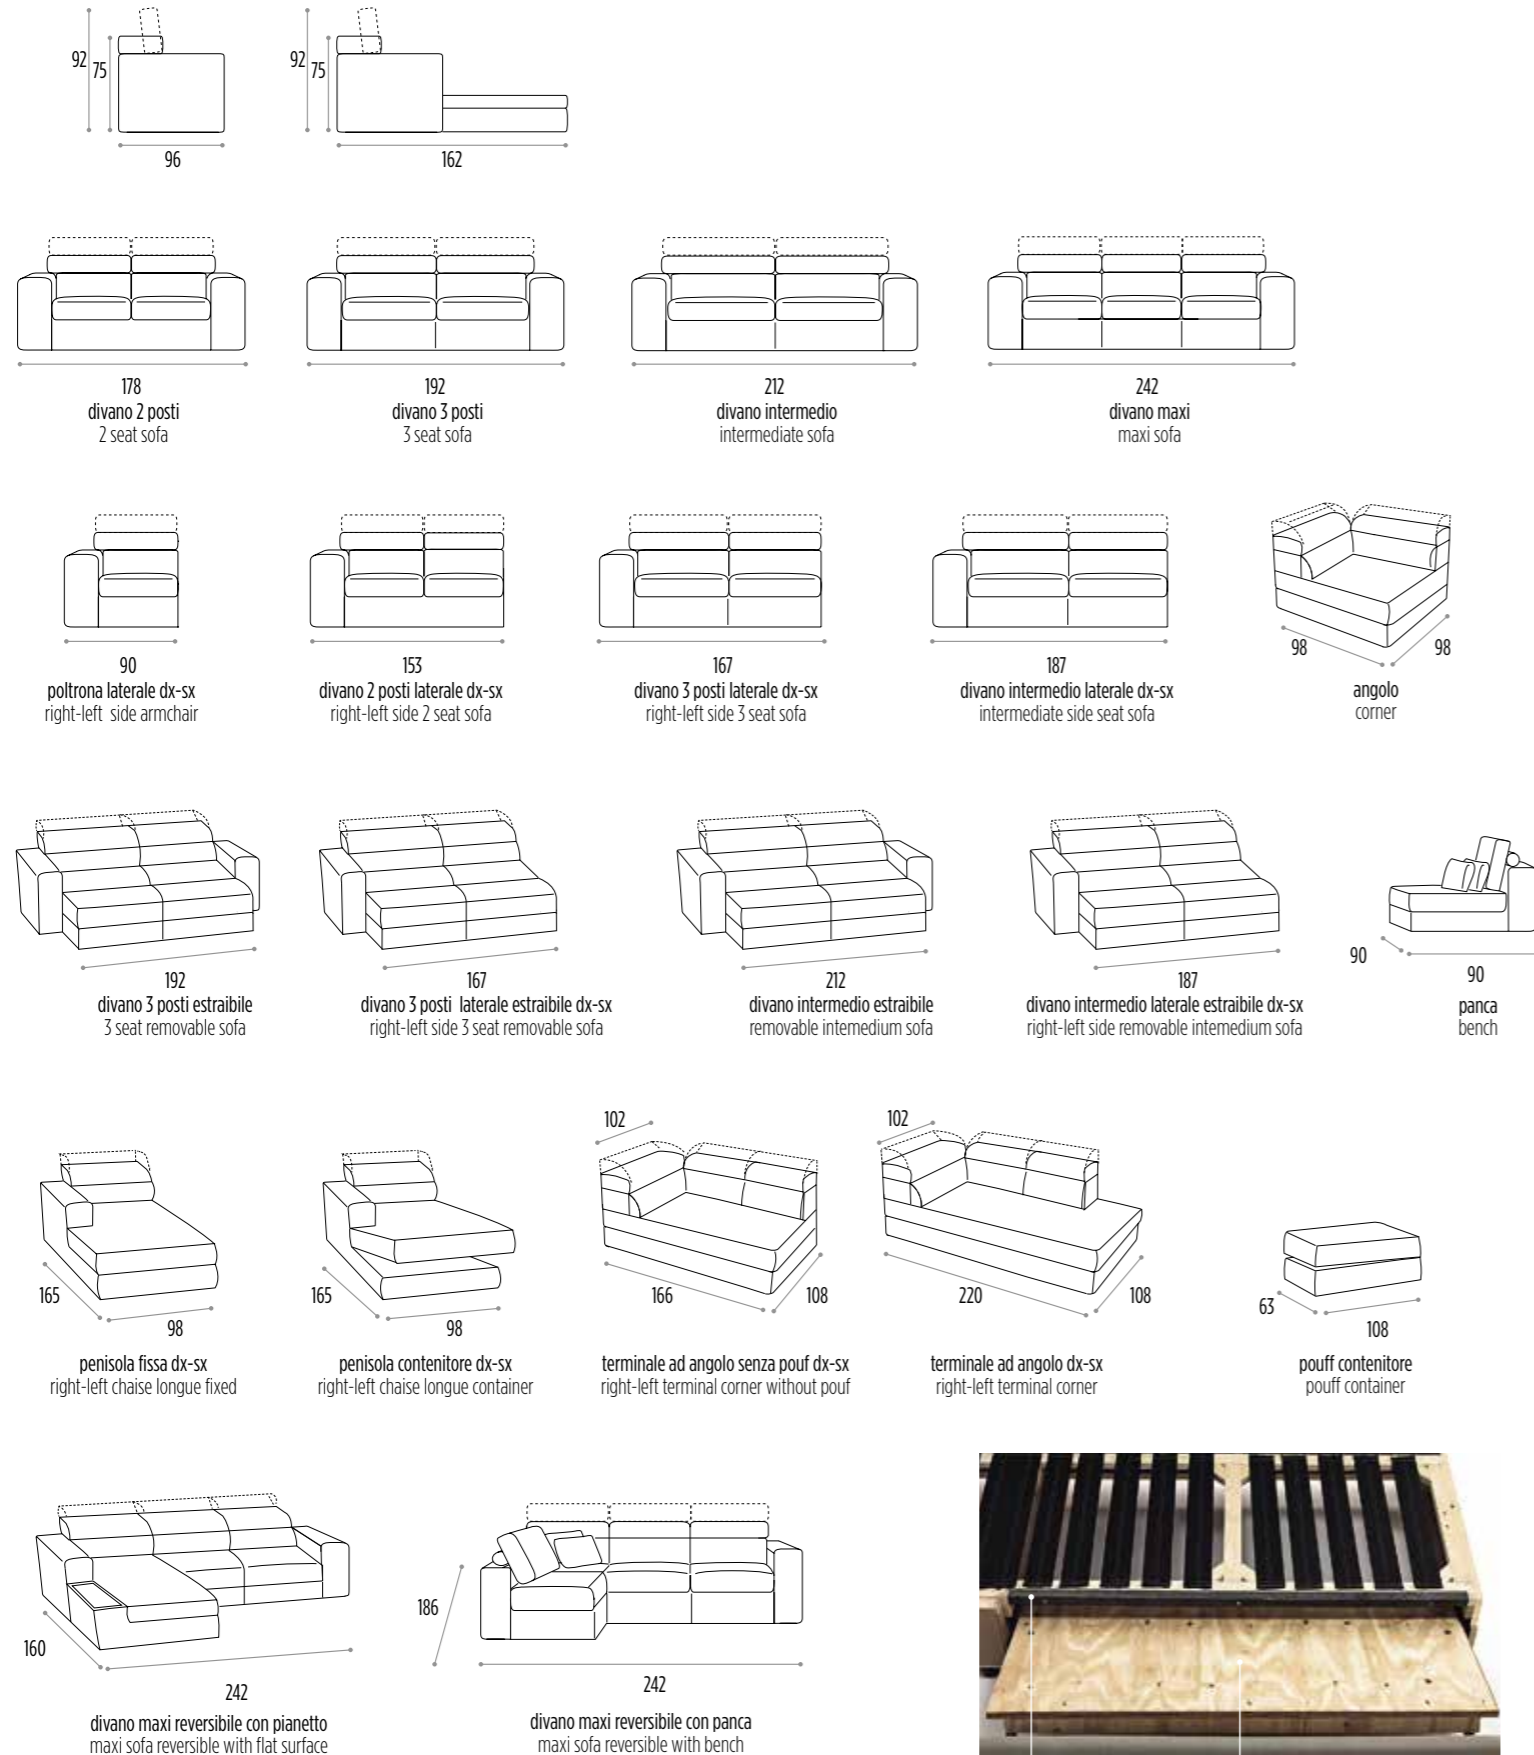 92
75
96
92
75
162
178
divano 2 posti
2 seat sofa
192
divano 3 posti
3 seat sofa
212
divano intermedio
intermediate sofa
242
divano maxi
maxi sofa
90
poltrona laterale dx-sx
right-left side armchair
153
divano 2 posti laterale dx-sx
right-left side 2 seat sofa
167
divano 3 posti laterale dx-sx
right-left side 3 seat sofa
187
divano intermedio laterale dx-sx
intermediate side seat sofa
98
98
angolo
corner
192
divano 3 posti estraibile
3 seat removable sofa
167
divano 3 posti laterale estraibile dx-sx
right-left side 3 seat removable sofa
212
divano intermedio estraibile
removable intemedium sofa
187
divano intermedio laterale estraibile dx-sx
right-left side removable intemedium sofa
90
90
panca
bench
165
98
penisola fissa dx-sx
right-left chaise longue fixed
165
98
penisola contenitore dx-sx
right-left chaise longue container
102
166
108
terminale ad angolo senza pouf dx-sx
right-left terminal corner without pouf
102
220
108
terminale ad angolo dx-sx
right-left terminal corner
63
108
pouff contenitore
pouff container
160
242
divano maxi reversibile con pianetto
maxi sofa reversible with flat surface
186
242
divano maxi reversibile con panca
maxi sofa reversible with bench